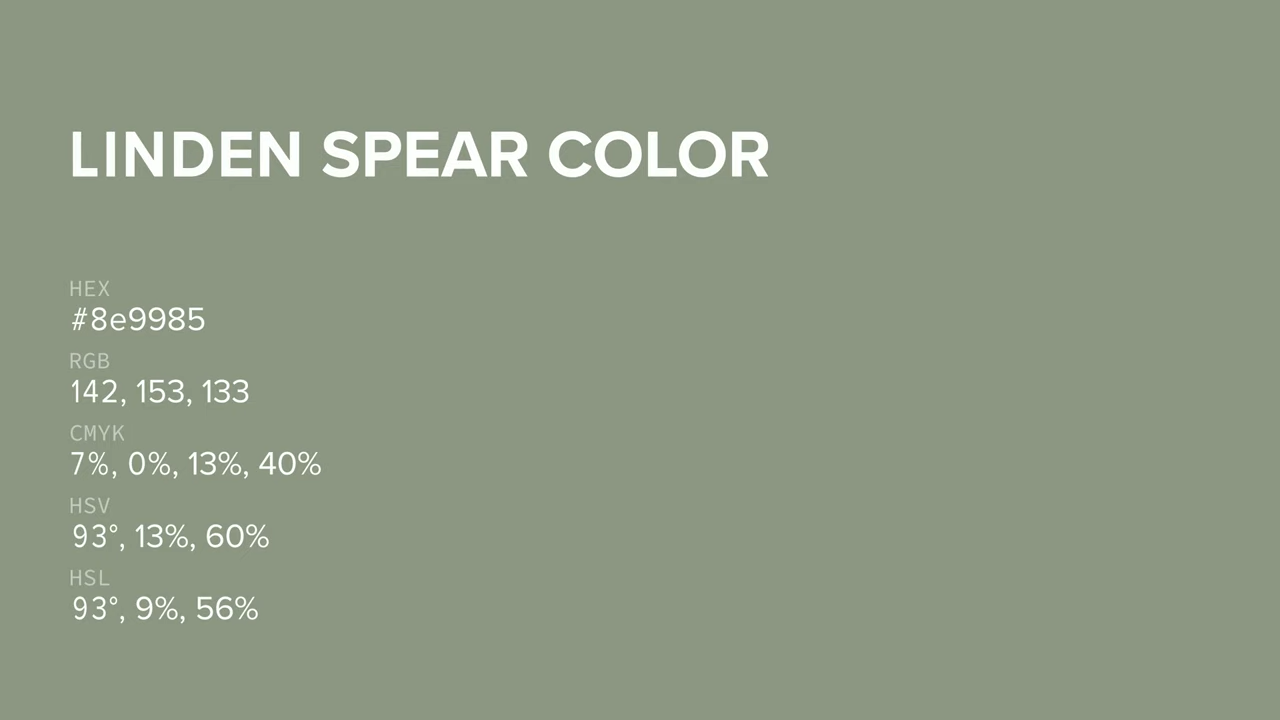 LINDEN SPEAR COLOR
HEX
#8e9985
RGB
142, 153, 133
CMYK
7%, 0%, 13%, 40%
HSV
93°, 13%, 60%
HSL
93°, 9%, 56%